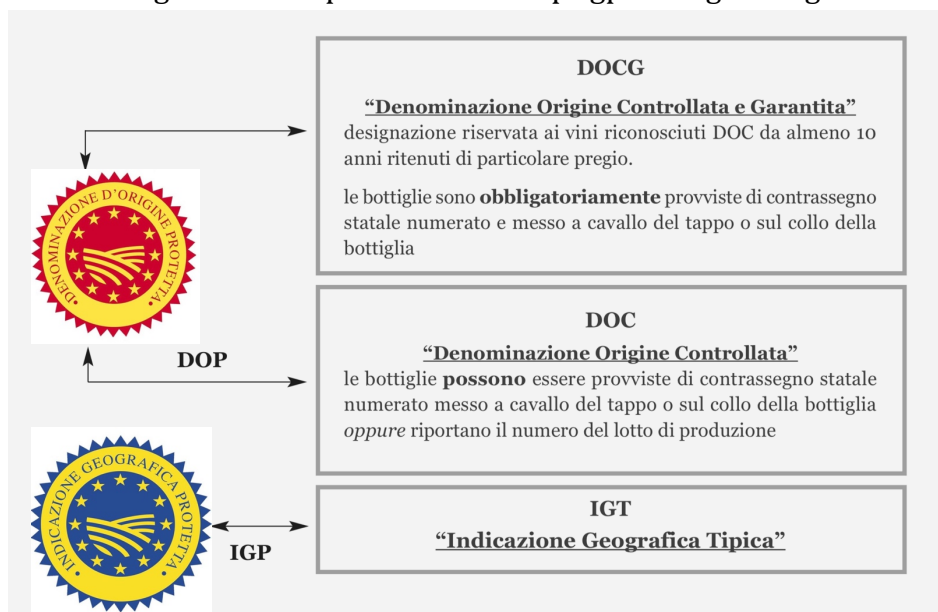 DOCG
“Denominazione Origine Controllata e Garantita”
designazione riservata ai vini riconosciuti DOC da almeno 10
anni ritenuti di particolare pregio.
le bottiglie sono obbligatoriamente provviste di contrassegno
statale numerato e messo a cavallo del tappo o sul collo della
bottiglia
DENOMINAZIONE D'ORIGINE PROTETTA
DOP
DOC
“Denominazione Origine Controllata”
le bottiglie possono essere provviste di contrassegno statale
numerato messo a cavallo del tappo o sul collo della bottiglia
oppure riportano il numero del lotto di produzione
INDICAZIONE GEOGRAFICA PROTETTA
IGP
IGT
“Indicazione Geografica Tipica”